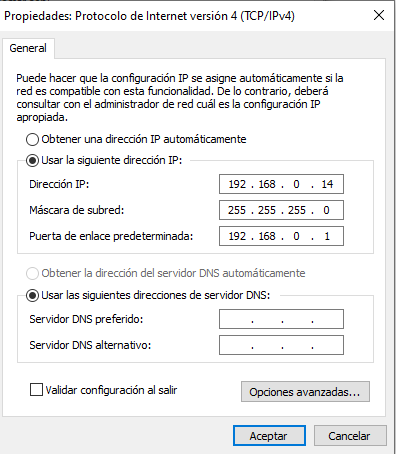 Propiedades: Protocolo de Internet versión 4 (TCP/IPv4)
General
Puede hacer que la configuración IP se asigne automáticamente si la
red es compatible con esta funcionalidad. De lo contrario, deberá
consultar con el administrador de red cuál es la configuración IP
apropiada.
Obtener una dirección IP automáticamente
Usar la siguiente dirección IP:
Dirección IP: 192 . 168 . 0 . 14
Máscara de subred: 255 . 255 . 255 . 0
Puerta de enlace predeterminada: 192 . 168 . 0 . 1
Obtener la dirección del servidor DNS automáticamente
Usar las siguientes direcciones de servidor DNS:
Servidor DNS preferido: . . .
Servidor DNS alternativo: . . .
Validar configuración al salir
Opciones avanzadas...
Aceptar Cancelar